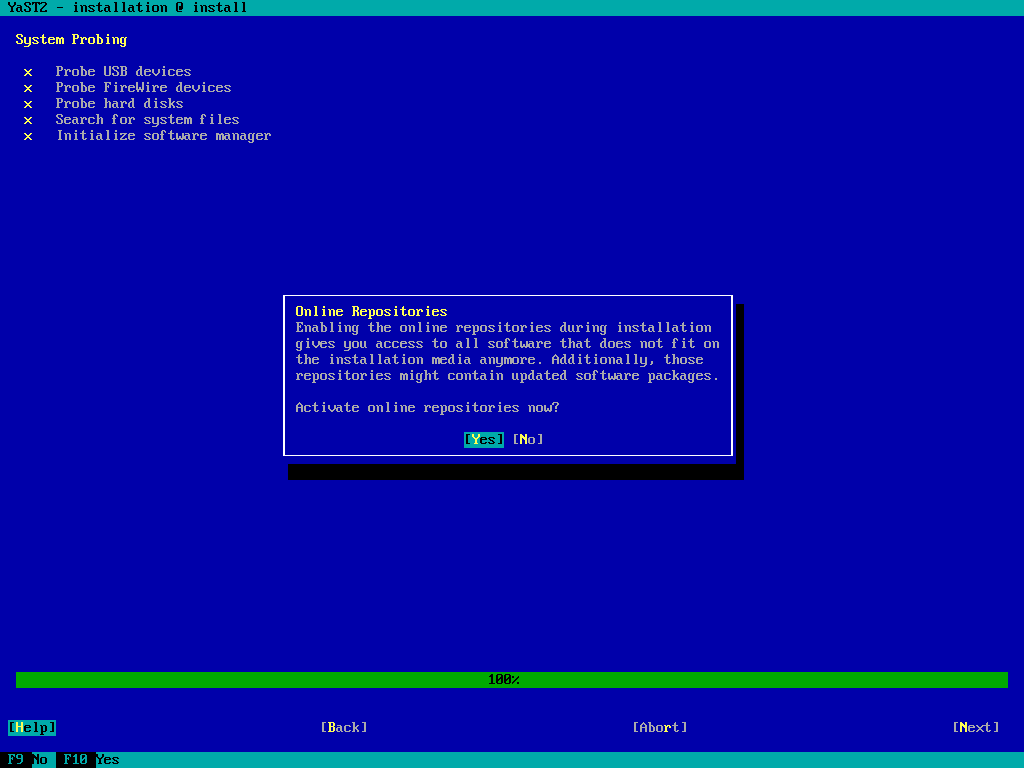 YaST2 - installation @ install
System Probing
x Probe USB devices
x Probe FireWire devices
x Probe hard disks
x Search for system files
x Initialize software manager
Online Repositories
Enabling the online repositories during installation
gives you access to all software that does not fit on
the installation media anymore. Additionally, those
repositories might contain updated software packages.
Activate online repositories now?
[Yes] [No]
100%
[Help] [Back] [Abort] [Next]
F9 No F10 Yes